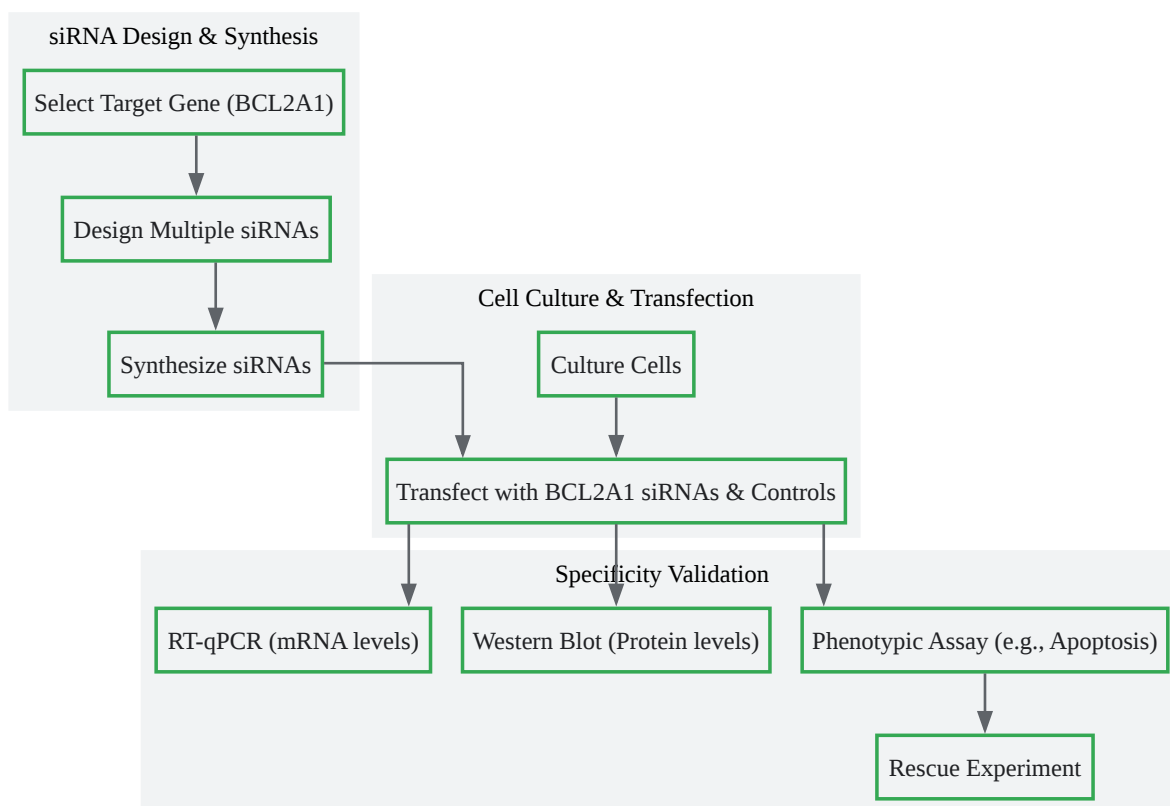 siRNA Design & Synthesis
Select Target Gene (BCL2A1)
Design Multiple siRNAs
Synthesize siRNAs
Cell Culture & Transfection
Culture Cells
Transfect with BCL2A1 siRNAs & Controls
Specificity Validation
RT-qPCR (mRNA levels)
Western Blot (Protein levels)
Phenotypic Assay (e.g., Apoptosis)
Rescue Experiment